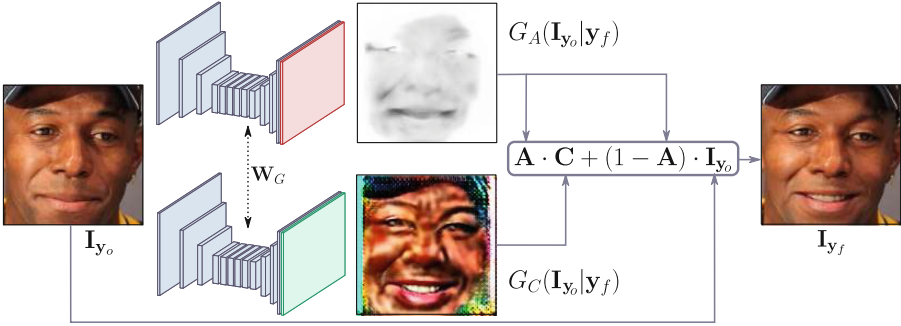 G_A(I_{y_o}|y_f)
W_G
A · C + (1 − A) · I_{y_o}
I_{y_o}
I_{y_f}
G_C(I_{y_o}|y_f)